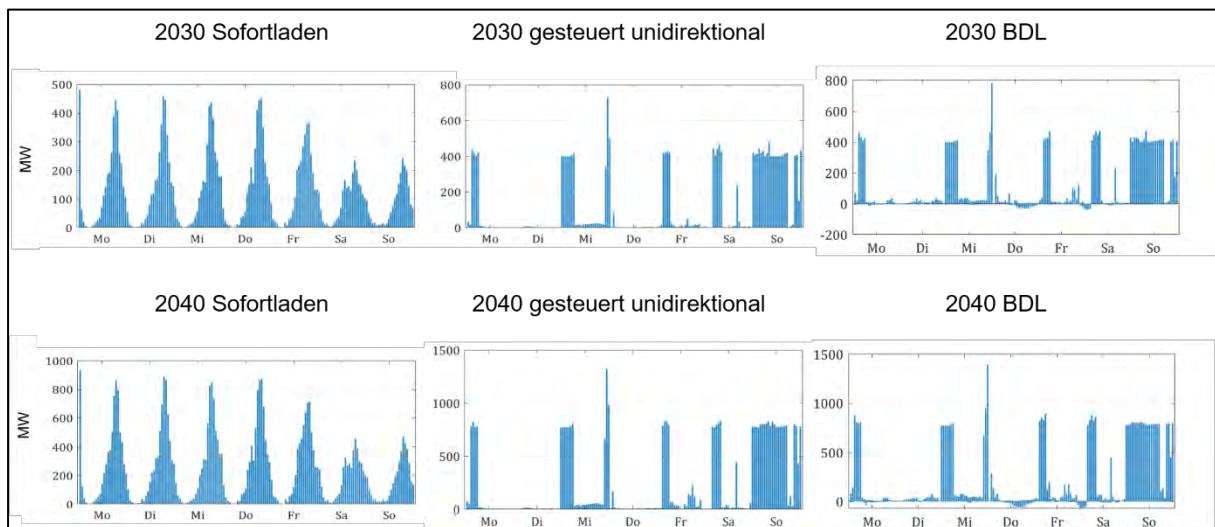 2030 Sofortladen
2030 gesteuert unidirektional
2030 BDL
MW
500
400
300
200
100
0
Mo Di Mi Do Fr Sa So
800
600
400
200
0
Mo Di Mi Do Fr Sa So
800
600
400
200
0
-200
Mo Di Mi Do Fr Sa So
2040 Sofortladen
2040 gesteuert unidirektional
2040 BDL
MW
1000
800
600
400
200
0
Mo Di Mi Do Fr Sa So
1500
1000
500
0
Mo Di Mi Do Fr Sa So
1500
1000
500
0
Mo Di Mi Do Fr Sa So